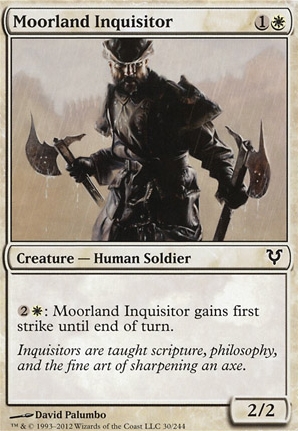 Moorland Inquisitor 1
Creature — Human Soldier
2: Moorland Inquisitor gains first
strike until end of turn.
Inquisitors are taught scripture, philosophy,
and the fine art of sharpening an axe.
David Palumbo
2/2
™ & © 1993–2012 Wizards of the Coast LLC 30/244